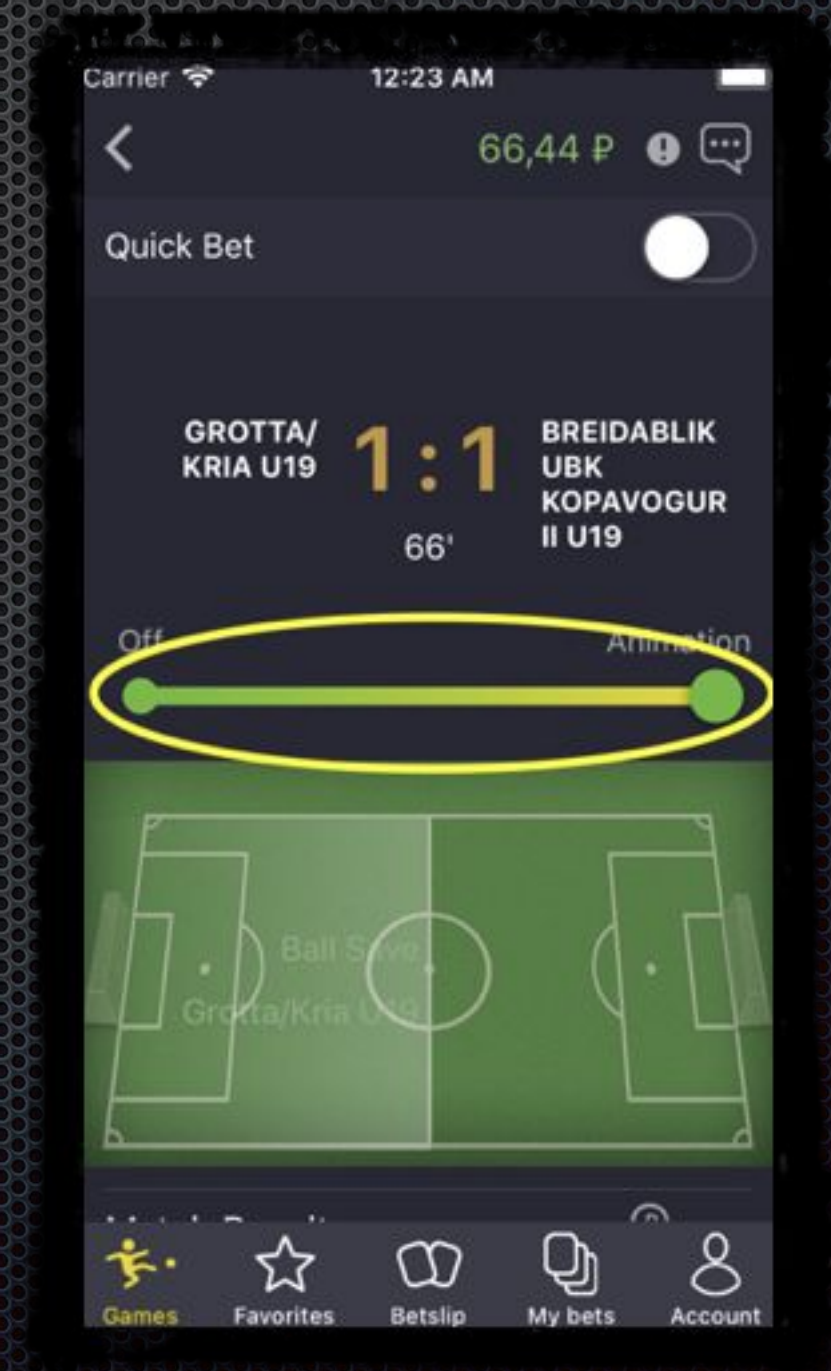 Carrier 12:23 AM
66,44 ₽
Quick Bet
GROTTA/
KRIA U19
1:1
66'
BREIDABLIK
UBK
KOPAVOGUR
II U19
Off Animation
Ball Save
Grotta/Kria U19
Games Favorites Betslip My bets Account